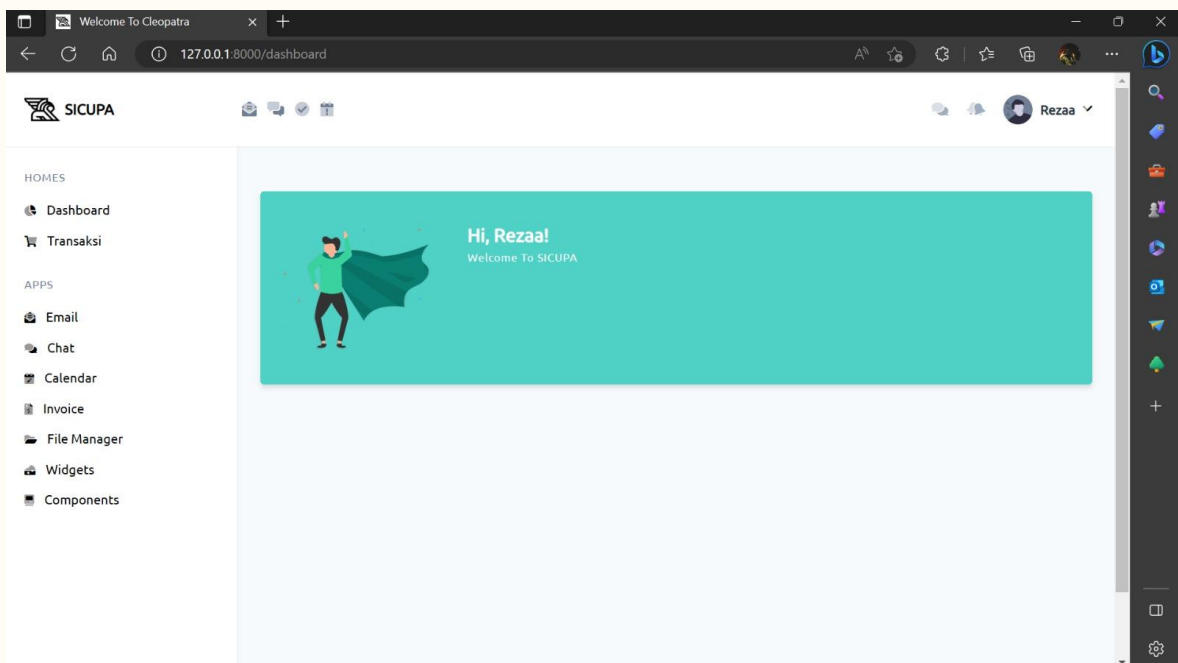 Welcome To Cleopatra
127.0.0.1:8000/dashboard
SICUPA
Rezaa
HOMES
Dashboard
Transaksi
APPS
Email
Chat
Calendar
Invoice
File Manager
Widgets
Components
Hi, Rezaa!
Welcome To SICUPA